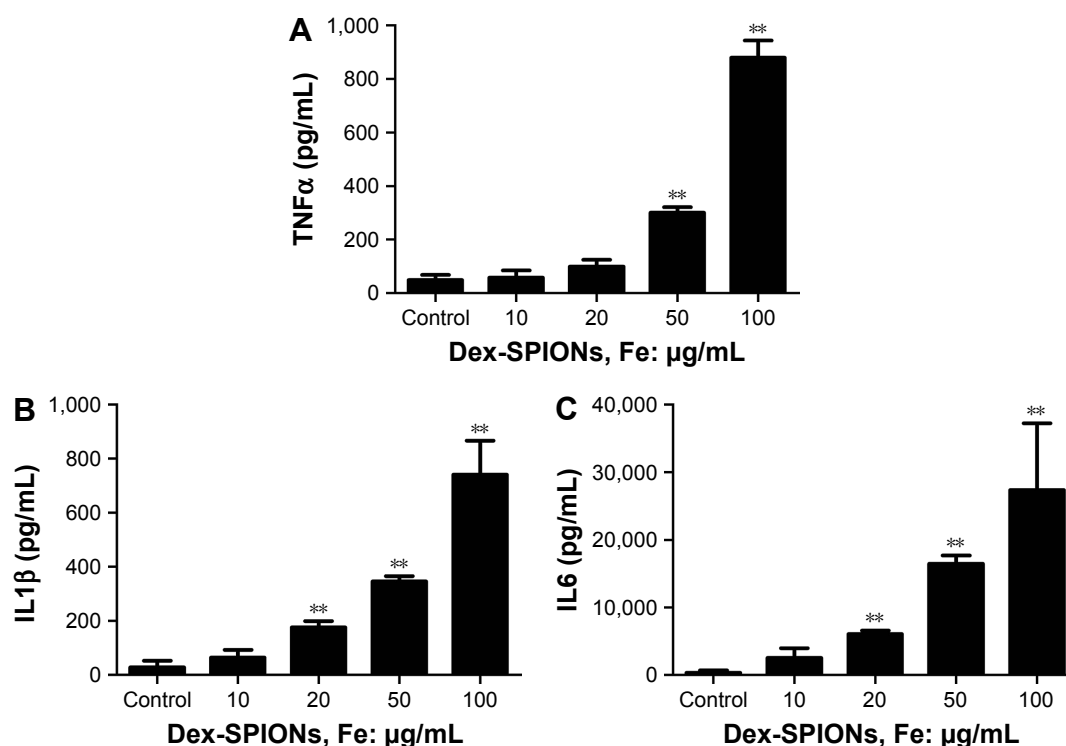 A
TNFα (pg/mL)
1,000
800
600
400
200
0
**
**
Control 10 20 50 100
Dex-SPIONs, Fe: µg/mL
B
IL1β (pg/mL)
1,000
800
600
400
200
0
**
**
**
Control 10 20 50 100
Dex-SPIONs, Fe: µg/mL
C
IL6 (pg/mL)
40,000
30,000
20,000
10,000
0
**
**
**
Control 10 20 50 100
Dex-SPIONs, Fe: µg/mL